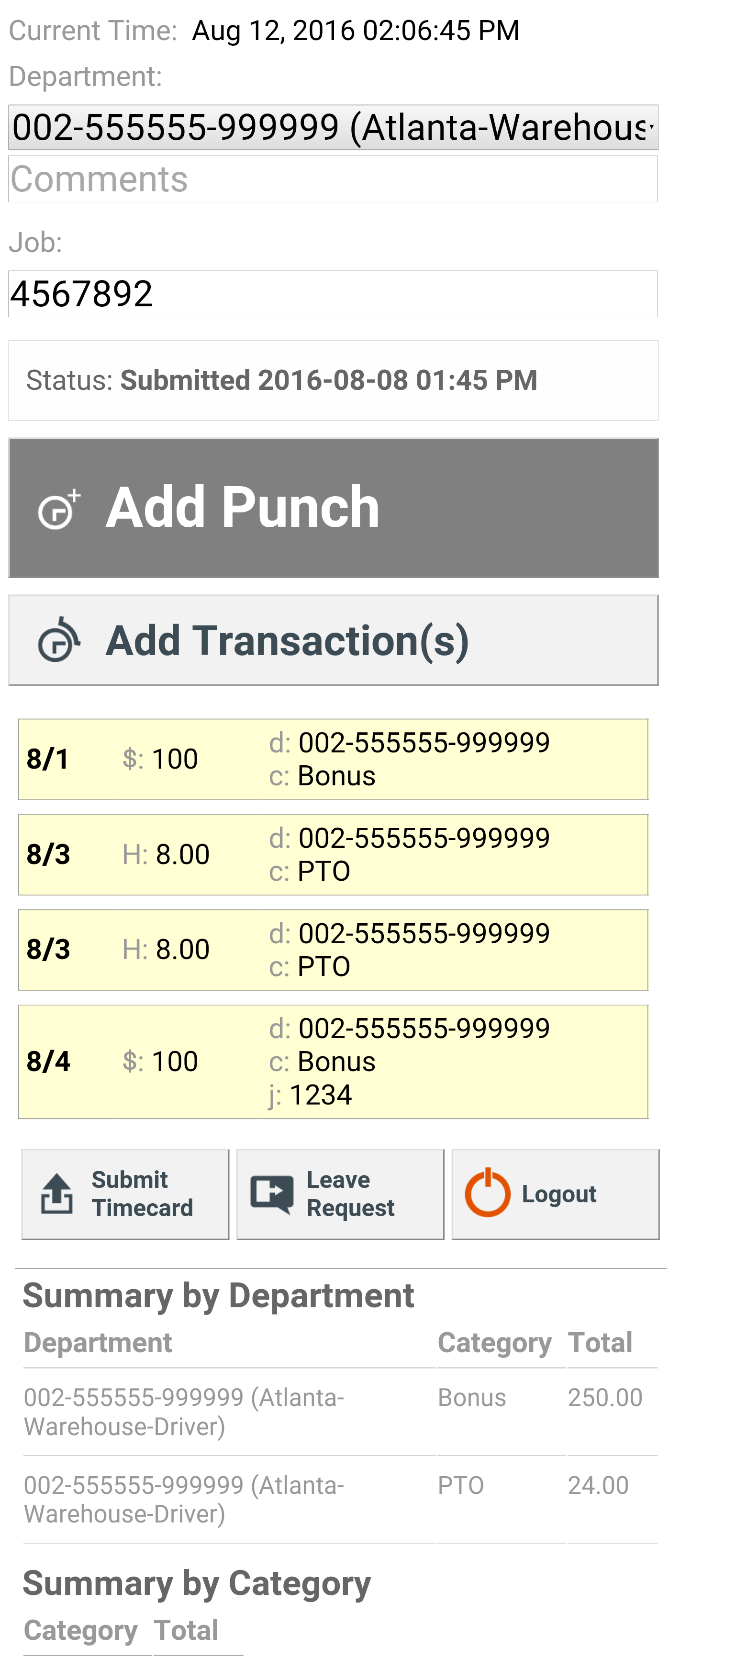 Current Time: Aug 12, 2016 02:06:45 PM
Department:
002-555555-999999 (Atlanta-Warehous
Comments
Job:
4567892
Status: Submitted 2016-08-08 01:45 PM
Add Punch
Add Transaction(s)
8/1 $: 100 d: 002-555555-999999
c: Bonus
8/3 H: 8.00 d: 002-555555-999999
c: PTO
8/3 H: 8.00 d: 002-555555-999999
c: PTO
8/4 $: 100 d: 002-555555-999999
c: Bonus
j: 1234
Submit Timecard
Leave Request
Logout
Summary by Department
Department Category Total
002-555555-999999 (Atlanta- Bonus 250.00
Warehouse-Driver)
002-555555-999999 (Atlanta- PTO 24.00
Warehouse-Driver)
Summary by Category
Category Total